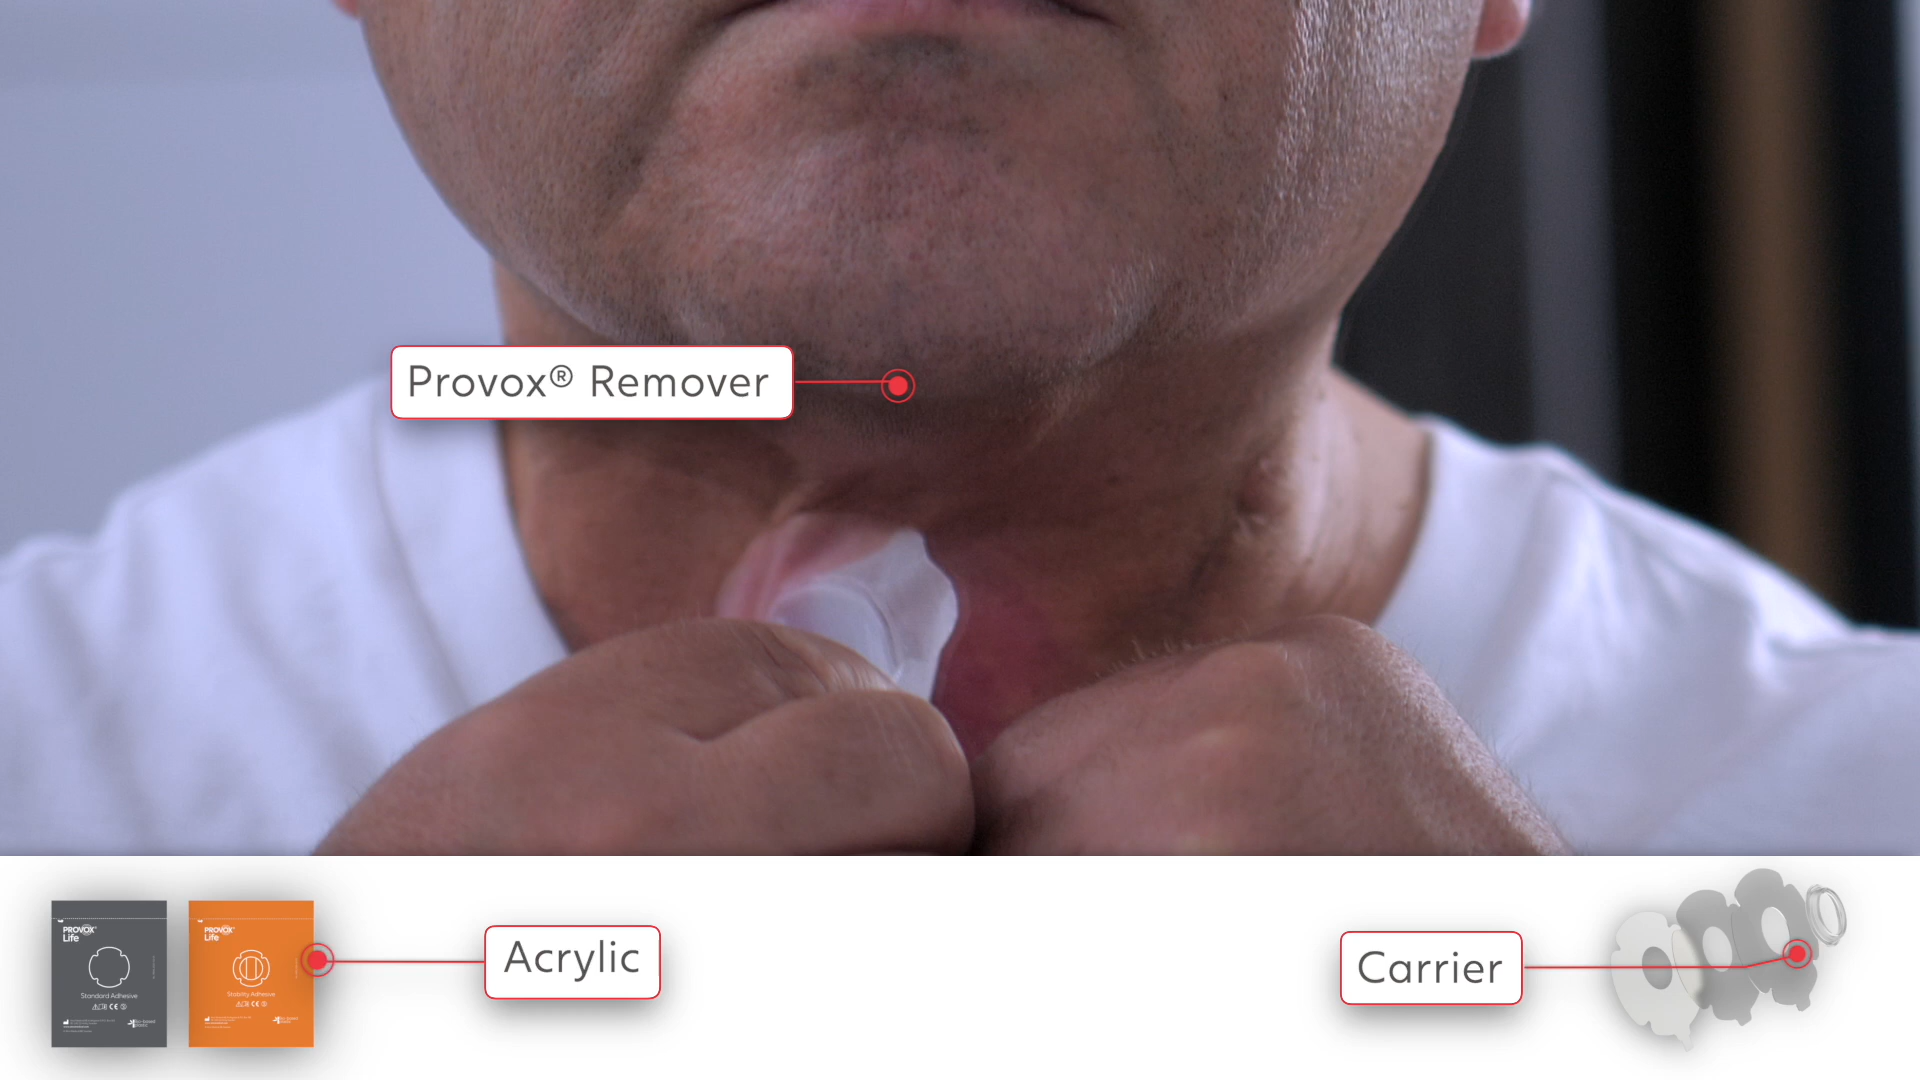 Provox® Remover
PROVOX®
Life
Standard Adhesive
PROVOX®
Life
Stability Adhesive
Acrylic
Carrier